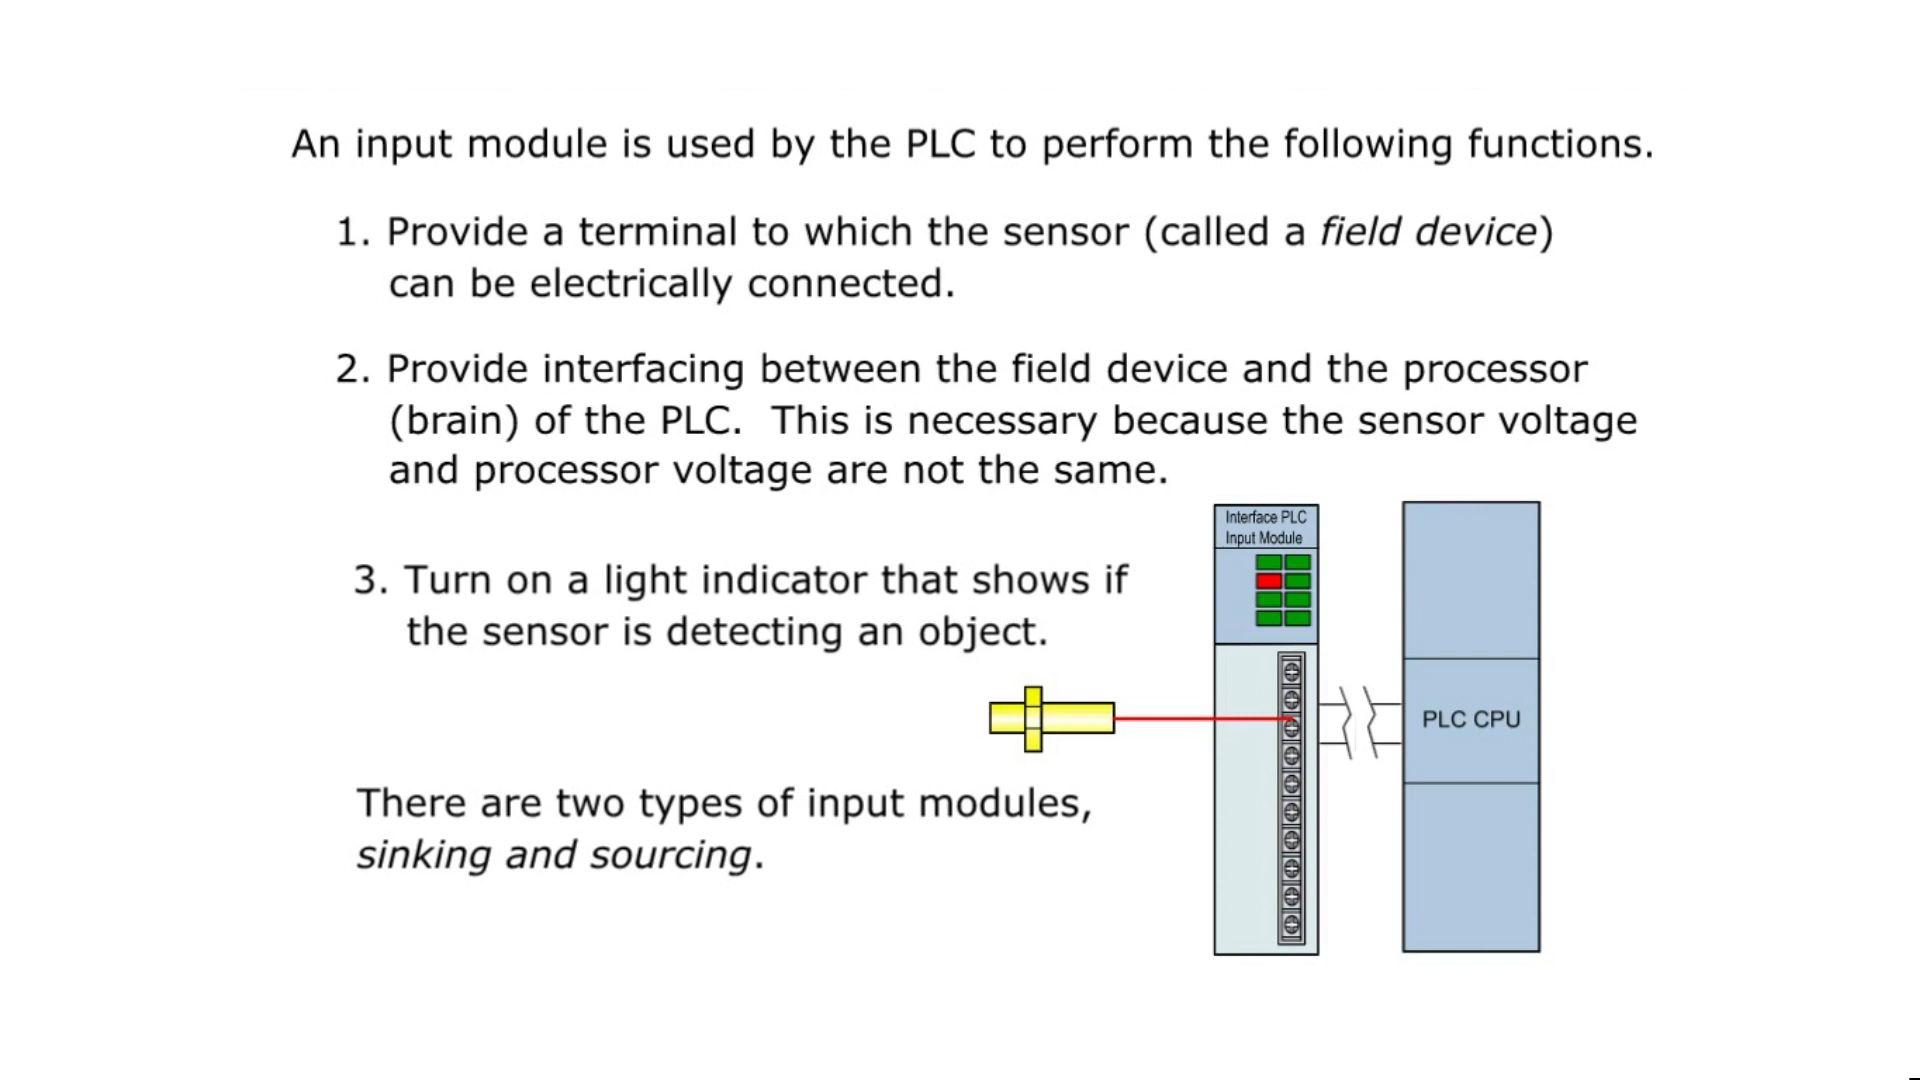 An input module is used by the PLC to perform the following functions.
1. Provide a terminal to which the sensor (called a field device)
can be electrically connected.
2. Provide interfacing between the field device and the processor
(brain) of the PLC.  This is necessary because the sensor voltage
and processor voltage are not the same.
Interface PLC
Input Module
3. Turn on a light indicator that shows if
the sensor is detecting an object.
PLC CPU
There are two types of input modules,
sinking and sourcing.